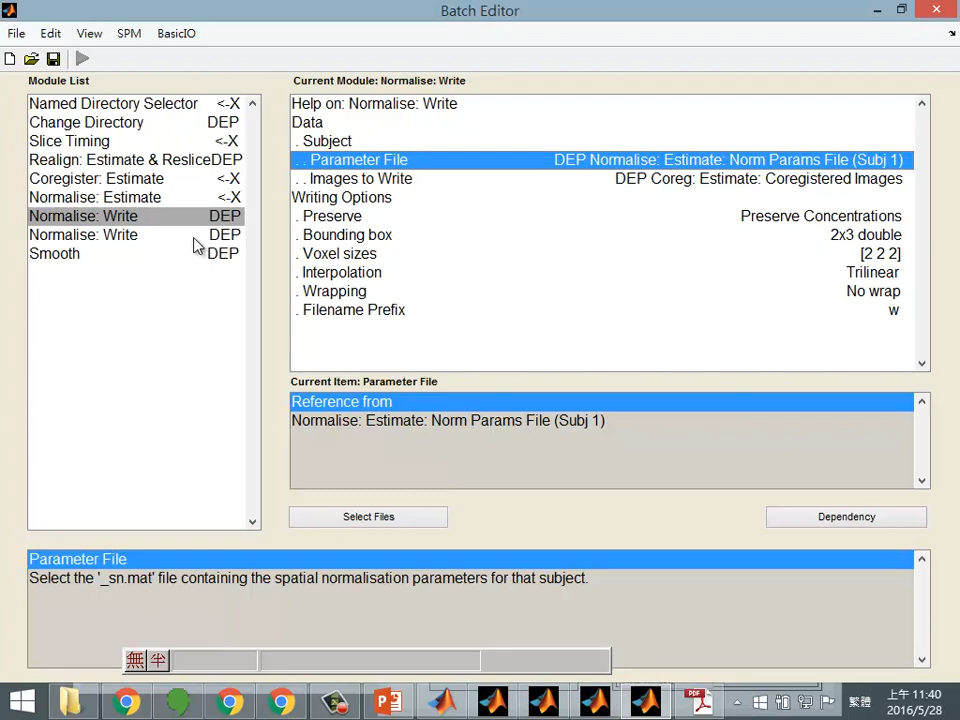 Batch Editor
File Edit View SPM BasicIO
Module List
Named Directory Selector <-X
Change Directory DEP
Slice Timing <-X
Realign: Estimate & ResliceDEP
Coregister: Estimate <-X
Normalise: Estimate <-X
Normalise: Write DEP
Normalise: Write DEP
Smooth DEP
Current Module: Normalise: Write
Help on: Normalise: Write
Data
. Subject
. . Parameter File DEP Normalise: Estimate: Norm Params File (Subj 1)
. . Images to Write DEP Coreg: Estimate: Coregistered Images
Writing Options
. Preserve Preserve Concentrations
. Bounding box 2x3 double
. Voxel sizes [2 2 2]
. Interpolation Trilinear
. Wrapping No wrap
. Filename Prefix w
Current Item: Parameter File
Reference from
Normalise: Estimate: Norm Params File (Subj 1)
Select Files Dependency
Parameter File
Select the '_sn.mat' file containing the spatial normalisation parameters for that subject.
無 半
PDF
繁體
上午 11:40
2016/5/28